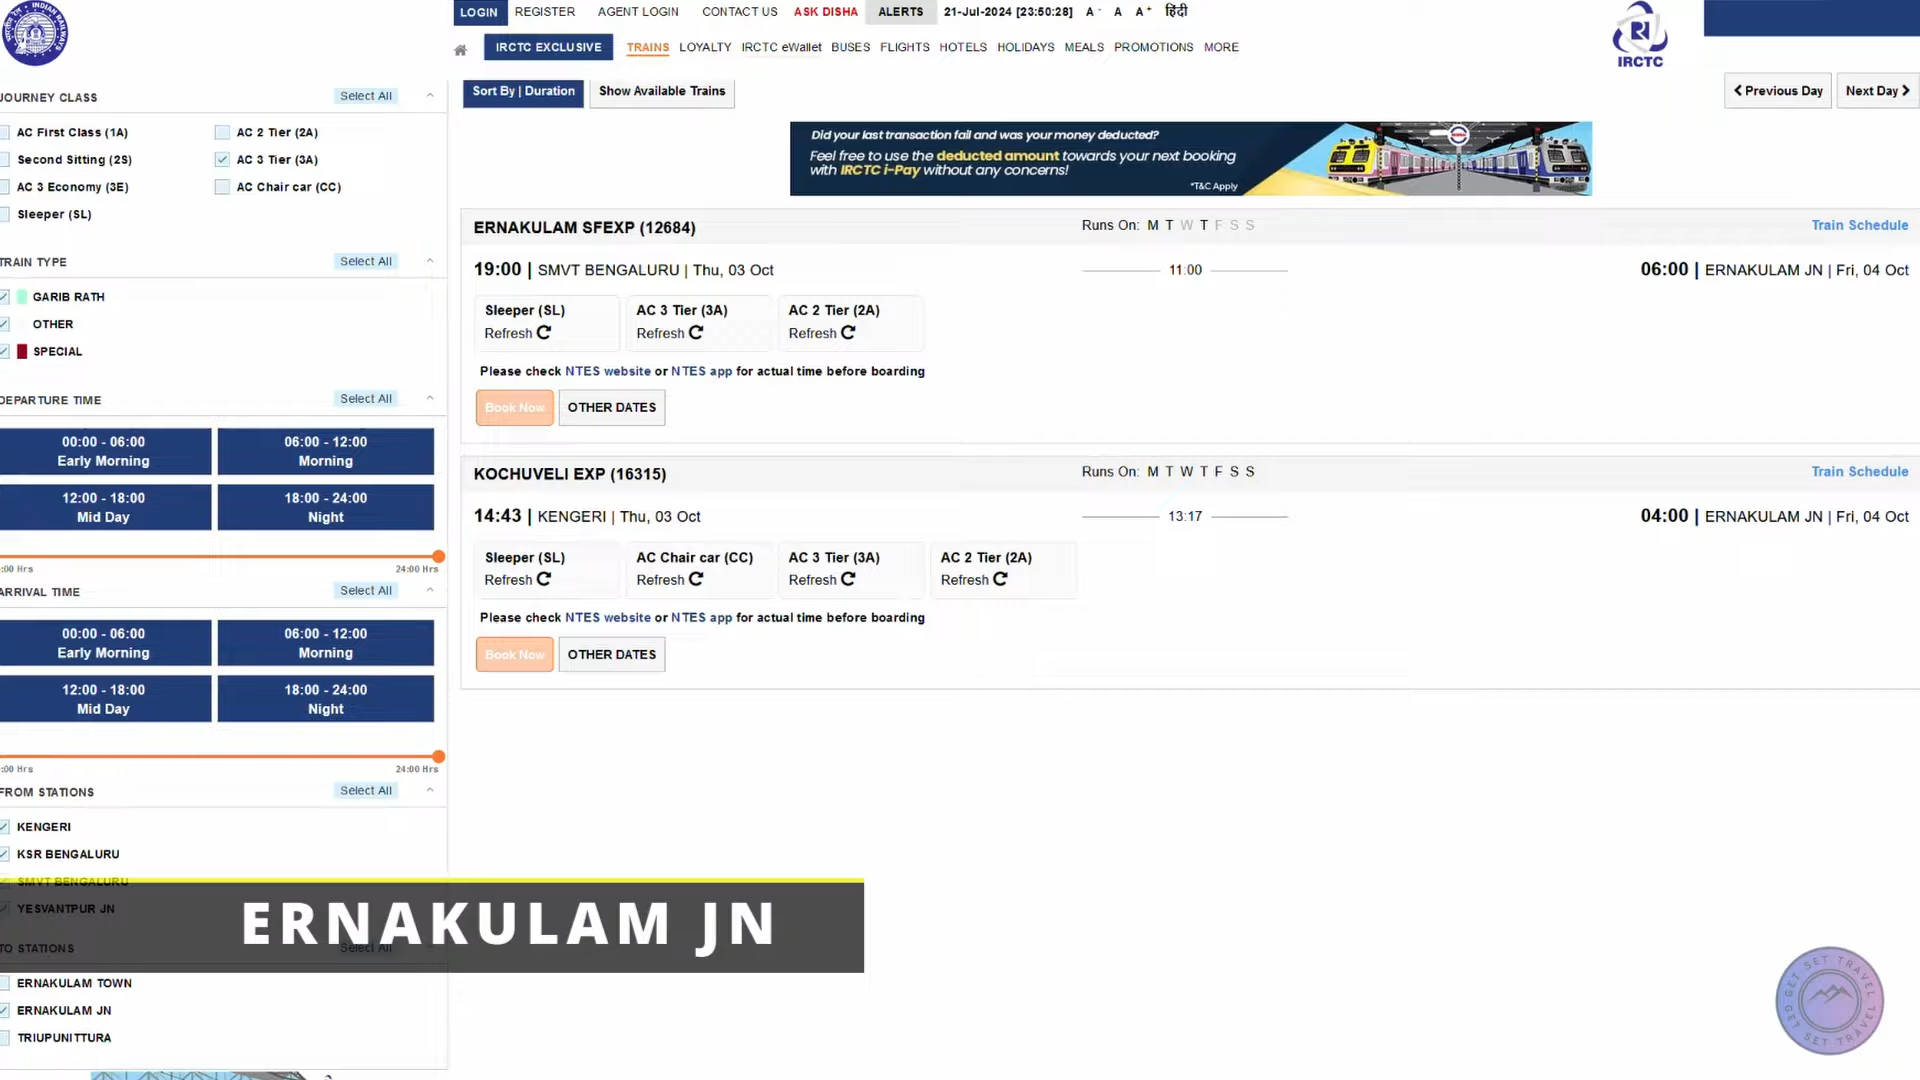 LOGIN REGISTER AGENT LOGIN CONTACT US ASK DISHA ALERTS 21-Jul-2024 [23:50:28] A- A A+ हिंदी
IRCTC EXCLUSIVE TRAINS LOYALTY IRCTC eWallet BUSES FLIGHTS HOTELS HOLIDAYS MEALS PROMOTIONS MORE
IRCTC
JOURNEY CLASS Select All
AC First Class (1A) AC 2 Tier (2A)
Second Sitting (2S) AC 3 Tier (3A)
AC 3 Economy (3E) AC Chair car (CC)
Sleeper (SL)
TRAIN TYPE Select All
GARIB RATH
OTHER
SPECIAL
DEPARTURE TIME Select All
00:00 - 06:00 06:00 - 12:00
Early Morning Morning
12:00 - 18:00 18:00 - 24:00
Mid Day Night
:00 Hrs 24:00 Hrs
ARRIVAL TIME Select All
00:00 - 06:00 06:00 - 12:00
Early Morning Morning
12:00 - 18:00 18:00 - 24:00
Mid Day Night
:00 Hrs 24:00 Hrs
FROM STATIONS Select All
KENGERI
KSR BENGALURU
SMVT BENGALURU
YESVANTPUR JN
TO STATIONS Select All
ERNAKULAM TOWN
ERNAKULAM JN
TRIUPUNITTURA
Sort By | Duration Show Available Trains Previous Day Next Day
Did your last transaction fail and was your money deducted?
Feel free to use the deducted amount towards your next booking
with IRCTC i-Pay without any concerns!
*T&C Apply
ERNAKULAM SFEXP (12684) Runs On: M T W T F S S Train Schedule
19:00 | SMVT BENGALURU | Thu, 03 Oct 11:00 06:00 | ERNAKULAM JN | Fri, 04 Oct
Sleeper (SL) AC 3 Tier (3A) AC 2 Tier (2A)
Refresh Refresh Refresh
Please check NTES website or NTES app for actual time before boarding
Book Now OTHER DATES
KOCHUVELI EXP (16315) Runs On: M T W T F S S Train Schedule
14:43 | KENGERI | Thu, 03 Oct 13:17 04:00 | ERNAKULAM JN | Fri, 04 Oct
Sleeper (SL) AC Chair car (CC) AC 3 Tier (3A) AC 2 Tier (2A)
Refresh Refresh Refresh Refresh
Please check NTES website or NTES app for actual time before boarding
Book Now OTHER DATES
ERNAKULAM JN
GET SET TRAVEL
GET SET TRAVEL